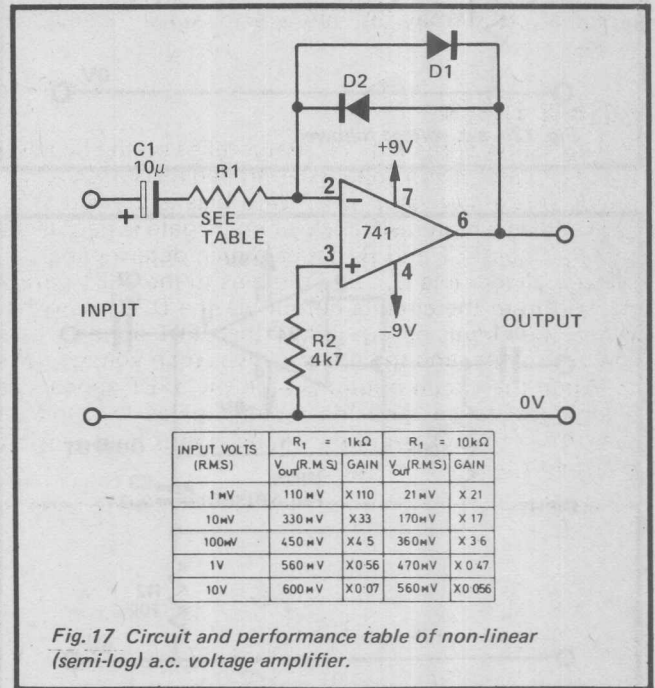 D1
D2
C1
10μ
R1
+9V
+
SEE
TABLE
2
7
−
741
6
3
+
4
INPUT
R2
4k7
−9V
OUTPUT
0V
INPUT VOLTS (R.M.S) R1 = 1kΩ R1 = 10kΩ
Vout(R.M.S) GAIN Vout(R.M.S) GAIN
1MV 110MV X110 21MV X21
10MV 330MV X33 170MV X17
100MV 450MV X4·5 360MV X3·6
1V 560MV X0·56 470MV X0·47
10V 600MV X0·07 560MV X0·056
Fig. 17 Circuit and performance table of non-linear
(semi-log) a.c. voltage amplifier.